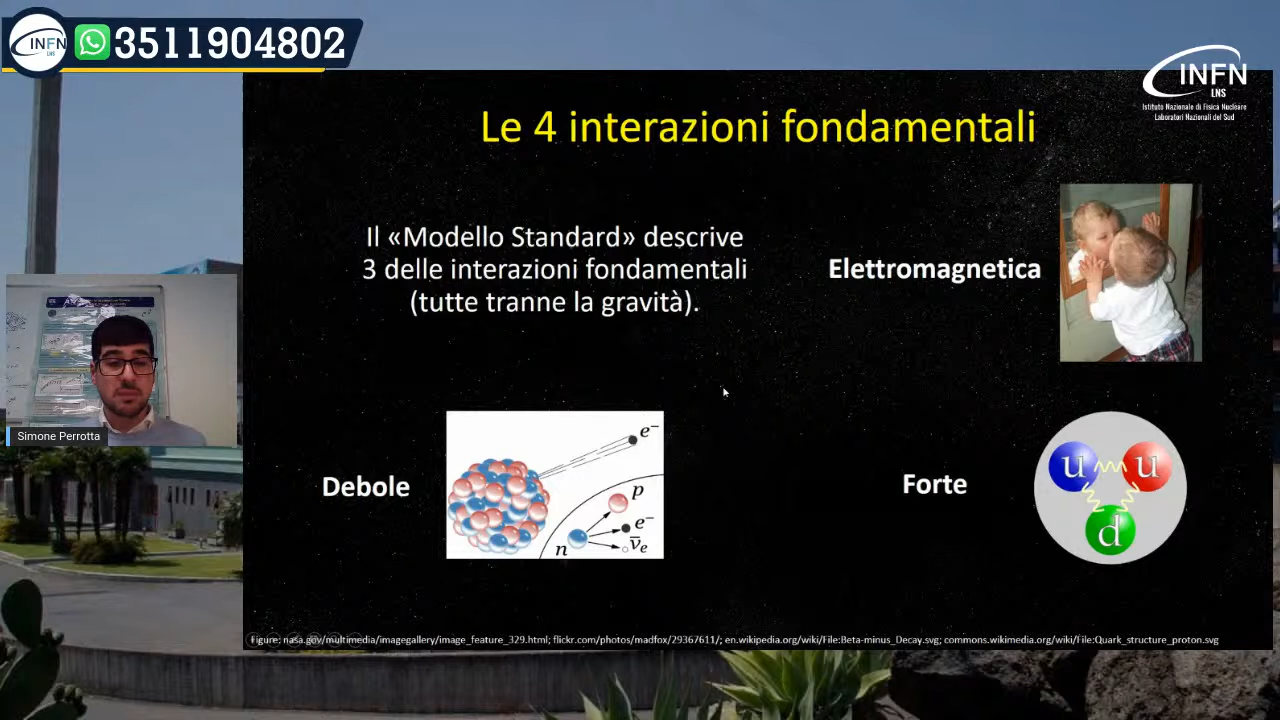 INFN
LNS
3511904802
INFN
LNS
Istituto Nazionale di Fisica Nucleare
Laboratori Nazionali del Sud
Le 4 interazioni fondamentali
Il «Modello Standard» descrive
3 delle interazioni fondamentali
(tutte tranne la gravità).
Elettromagnetica
Simone Perrotta
Debole
e⁻
p
e⁻
n
ν̅ₑ
Forte
u
u
d
Figure: nasa.gov/multimedia/imagegallery/image_feature_329.html; flickr.com/photos/madfox/29367611/; en.wikipedia.org/wiki/File:Beta-minus_Decay.svg; commons.wikimedia.org/wiki/File:Quark_structure_proton.svg